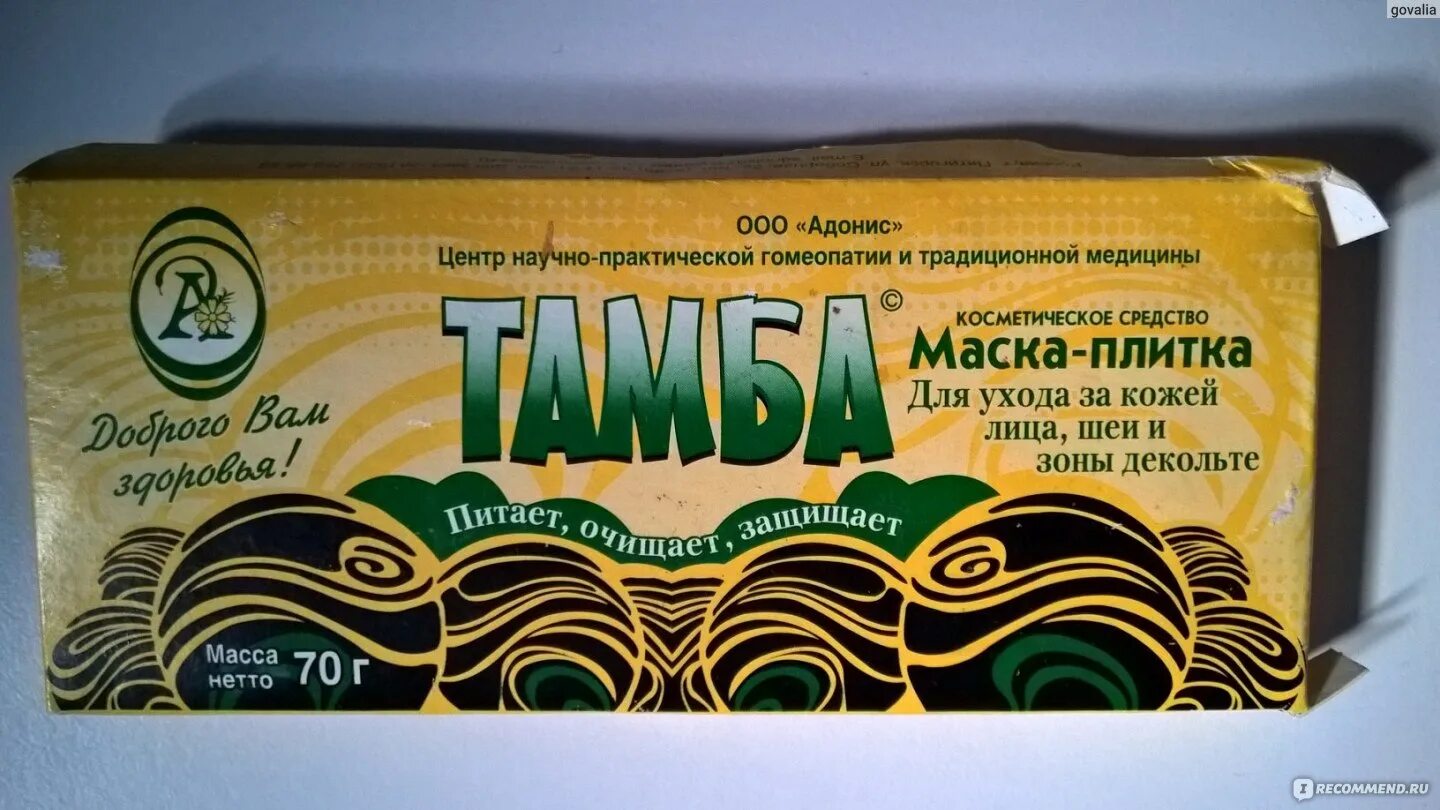 govalia
ООО «Адонис»
Центр научно-практической гомеопатии и традиционной медицины
ТАМБА©
КОСМЕТИЧЕСКОЕ СРЕДСТВО
Маска-плитка
Для ухода за кожей
лица, шеи и
зоны декольте
Доброго Вам
здоровья!
Питает, очищает, защищает
Масса
нетто 70 г
IRECOMMEND.RU